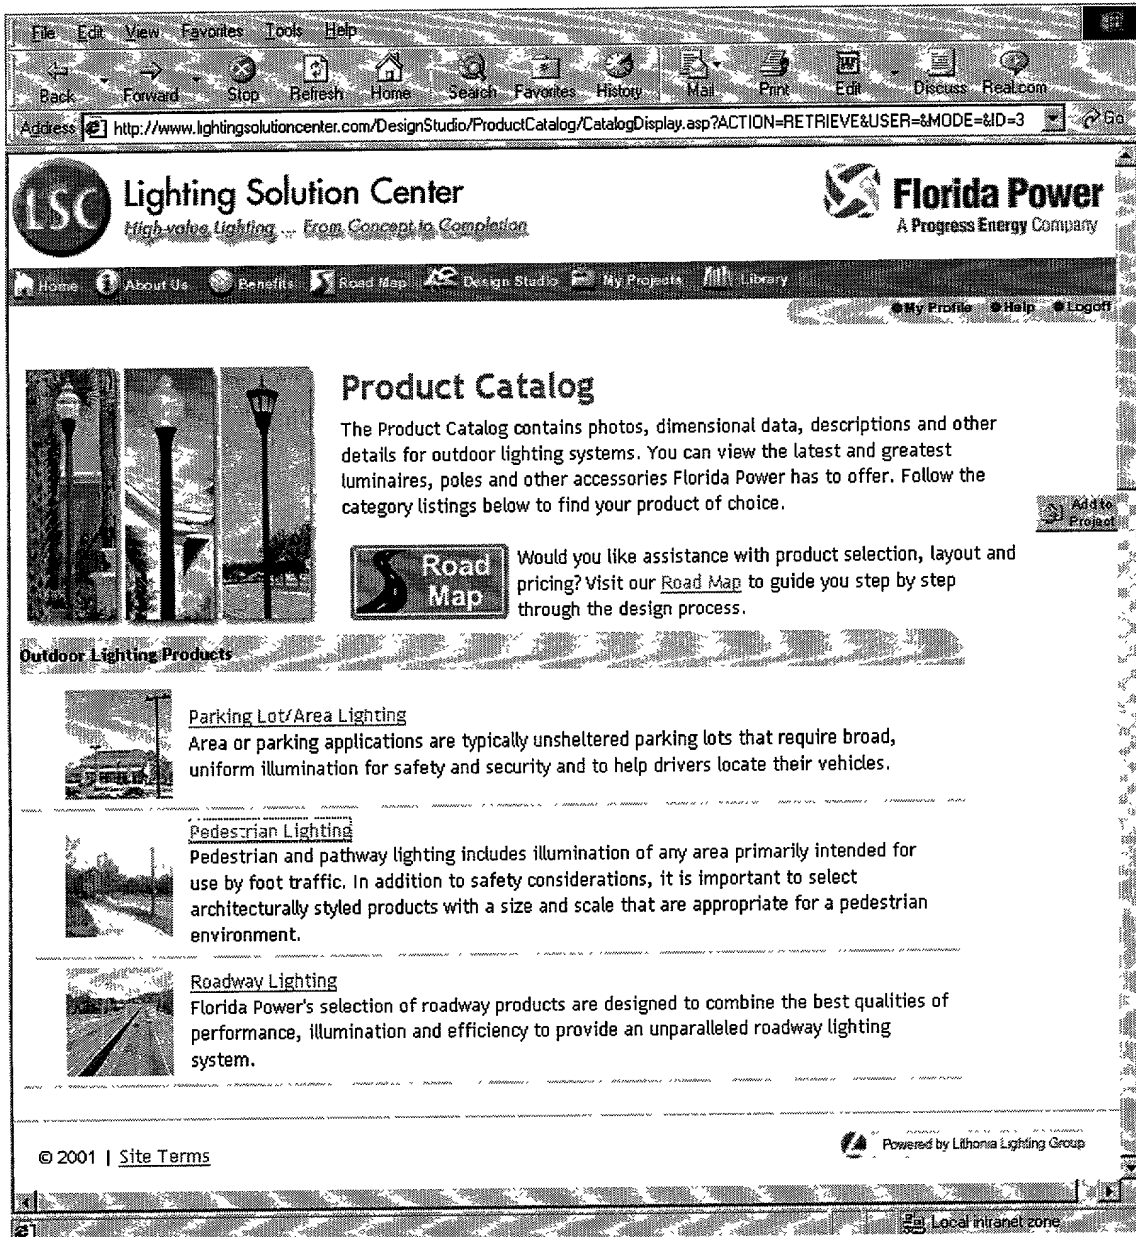 File Edit View Favorites Tools Help
Back Forward Stop Refresh Home Search Favorites History Mail Print Edit Discuss Real.com
Address http://www.lightingsolutioncenter.com/DesignStudio/ProductCatalog/CatalogDisplay.asp?ACTION=RETRIEVE&USER=&MODE=&ID=3 Go
LSC Lighting Solution Center
High-value Lighting ... From Concept to Completion
Florida Power
A Progress Energy Company
Home About Us Benefits Road Map Design Studio My Projects Library
My Profile Help Logoff
Product Catalog
The Product Catalog contains photos, dimensional data, descriptions and other
details for outdoor lighting systems. You can view the latest and greatest
luminaires, poles and other accessories Florida Power has to offer. Follow the
category listings below to find your product of choice.
Add to
Project
Road
Map
Would you like assistance with product selection, layout and
pricing? Visit our Road Map to guide you step by step
through the design process.
Outdoor Lighting Products
Parking Lot/Area Lighting
Area or parking applications are typically unsheltered parking lots that require broad,
uniform illumination for safety and security and to help drivers locate their vehicles.
Pedestrian Lighting
Pedestrian and pathway lighting includes illumination of any area primarily intended for
use by foot traffic. In addition to safety considerations, it is important to select
architecturally styled products with a size and scale that are appropriate for a pedestrian
environment.
Roadway Lighting
Florida Power's selection of roadway products are designed to combine the best qualities of
performance, illumination and efficiency to provide an unparalleled roadway lighting
system.
© 2001 | Site Terms
Powered by Lithonia Lighting Group
Local intranet zone